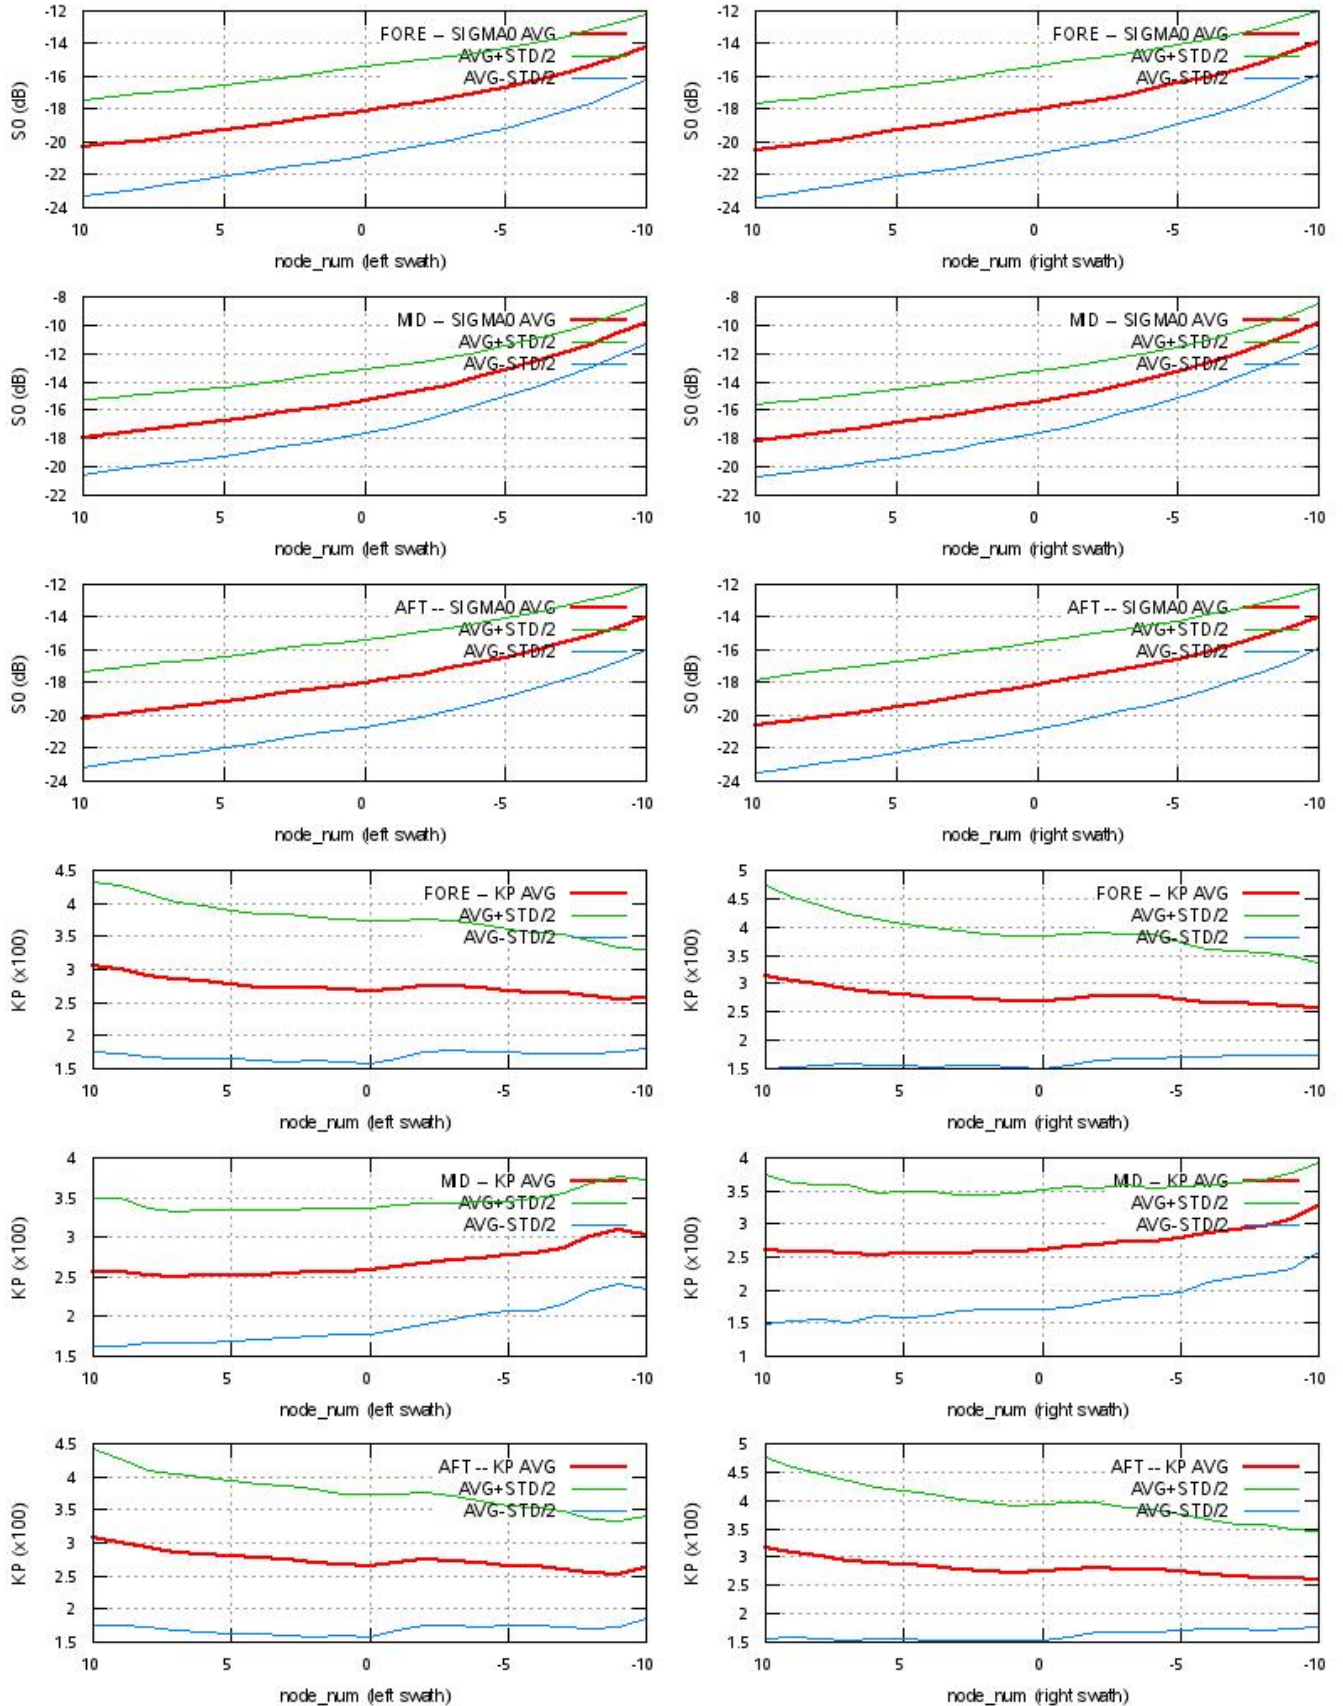 FORE – SIGMA0 AVG
AVG+STD/2
AVG-STD/2
S0 (dB)
-12
-14
-16
-18
-20
-22
-24
10 5 0 -5 -10
node_num (left swath)
FORE – SIGMA0 AVG
AVG+STD/2
AVG-STD/2
S0 (dB)
-12
-14
-16
-18
-20
-22
-24
10 5 0 -5 -10
node_num (right swath)
MID – SIGMA0 AVG
AVG+STD/2
AVG-STD/2
S0 (dB)
-8
-10
-12
-14
-16
-18
-20
-22
10 5 0 -5 -10
node_num (left swath)
MID – SIGMA0 AVG
AVG+STD/2
AVG-STD/2
S0 (dB)
-8
-10
-12
-14
-16
-18
-20
-22
10 5 0 -5 -10
node_num (right swath)
AFT -- SIGMA0 AVG
AVG+STD/2
AVG-STD/2
S0 (dB)
-12
-14
-16
-18
-20
-22
-24
10 5 0 -5 -10
node_num (left swath)
AFT -- SIGMA0 AVG
AVG+STD/2
AVG-STD/2
S0 (dB)
-12
-14
-16
-18
-20
-22
-24
10 5 0 -5 -10
node_num (right swath)
FORE – KP AVG
AVG+STD/2
AVG-STD/2
KP (x100)
4.5
4
3.5
3
2.5
2
1.5
10 5 0 -5 -10
node_num (left swath)
FORE – KP AVG
AVG+STD/2
AVG-STD/2
KP (x100)
5
4.5
4
3.5
3
2.5
2
1.5
10 5 0 -5 -10
node_num (right swath)
MID – KP AVG
AVG+STD/2
AVG-STD/2
KP (x100)
4
3.5
3
2.5
2
1.5
10 5 0 -5 -10
node_num (left swath)
MID – KP AVG
AVG+STD/2
AVG-STD/2
KP (x100)
4
3.5
3
2.5
2
1.5
1
10 5 0 -5 -10
node_num (right swath)
AFT -- KP AVG
AVG+STD/2
AVG-STD/2
KP (x100)
4.5
4
3.5
3
2.5
2
1.5
10 5 0 -5 -10
node_num (left swath)
AFT -- KP AVG
AVG+STD/2
AVG-STD/2
KP (x100)
5
4.5
4
3.5
3
2.5
2
1.5
10 5 0 -5 -10
node_num (right swath)